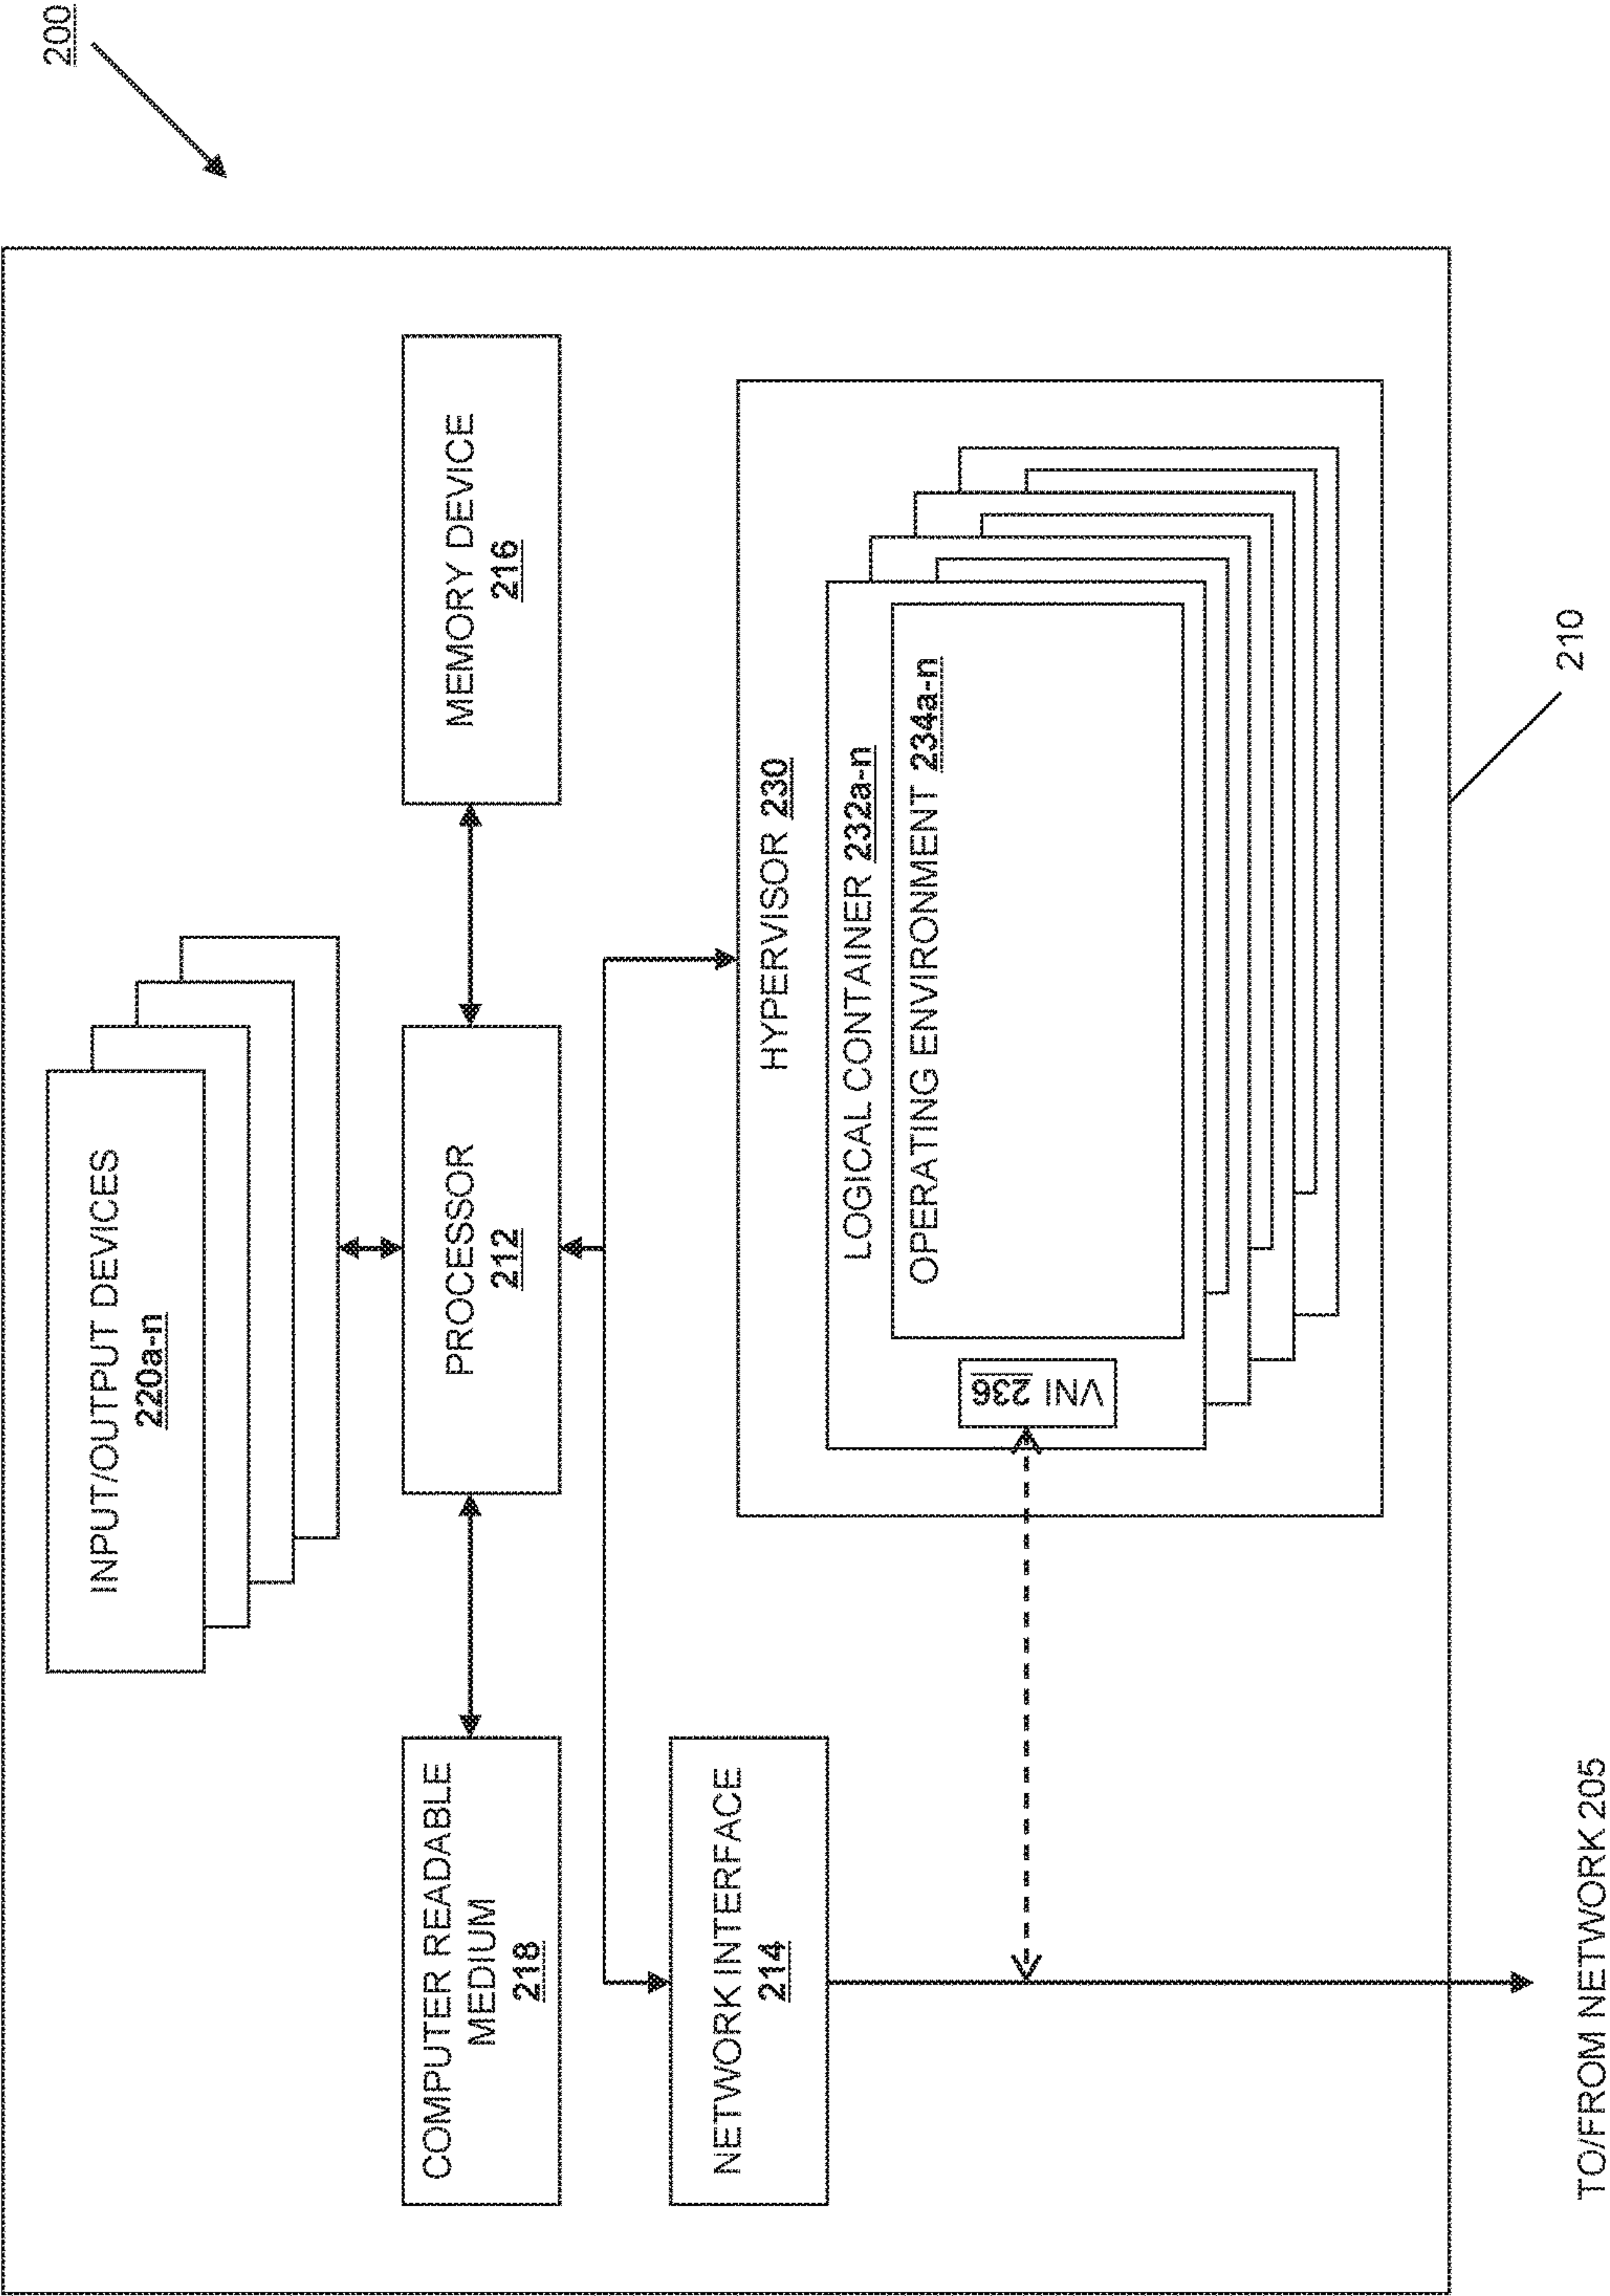 200
INPUT/OUTPUT DEVICES
220a-n
COMPUTER READABLE
MEDIUM
218
PROCESSOR
212
MEMORY DEVICE
216
NETWORK INTERFACE
214
HYPERVISOR 230
LOGICAL CONTAINER 232a-n
OPERATING ENVIRONMENT 234a-n
VNI 236
210
TO/FROM NETWORK 205